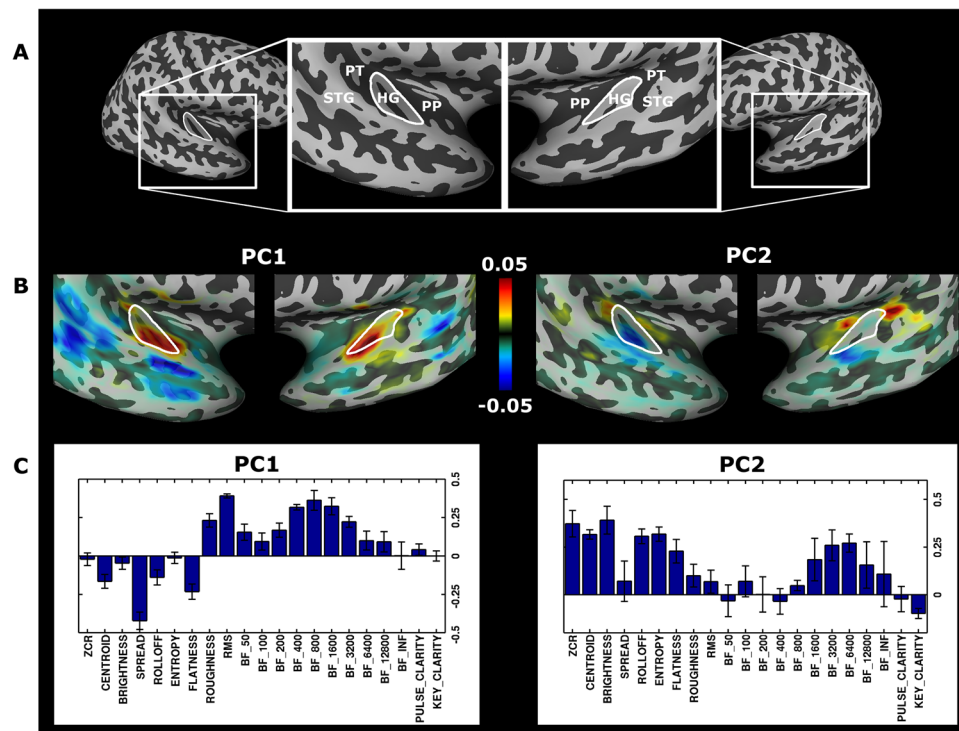 A
PT
HG
STG
PP
PT
HG
PP
STG
PC1
PC2
B
0.05
-0.05
C
PC1
0.5
0.25
0
-0.25
-0.5
ZCR
CENTROID
BRIGHTNESS
SPREAD
ROLLOFF
ENTROPY
FLATNESS
ROUGHNESS
RMS
BF_50
BF_100
BF_200
BF_400
BF_800
BF_1600
BF_3200
BF_6400
BF_12800
BF_INF
PULSE_CLARITY
KEY_CLARITY
PC2
0.5
0.25
0
ZCR
CENTROID
BRIGHTNESS
SPREAD
ROLLOFF
ENTROPY
FLATNESS
ROUGHNESS
RMS
BF_50
BF_100
BF_200
BF_400
BF_800
BF_1600
BF_3200
BF_6400
BF_12800
BF_INF
PULSE_CLARITY
KEY_CLARITY